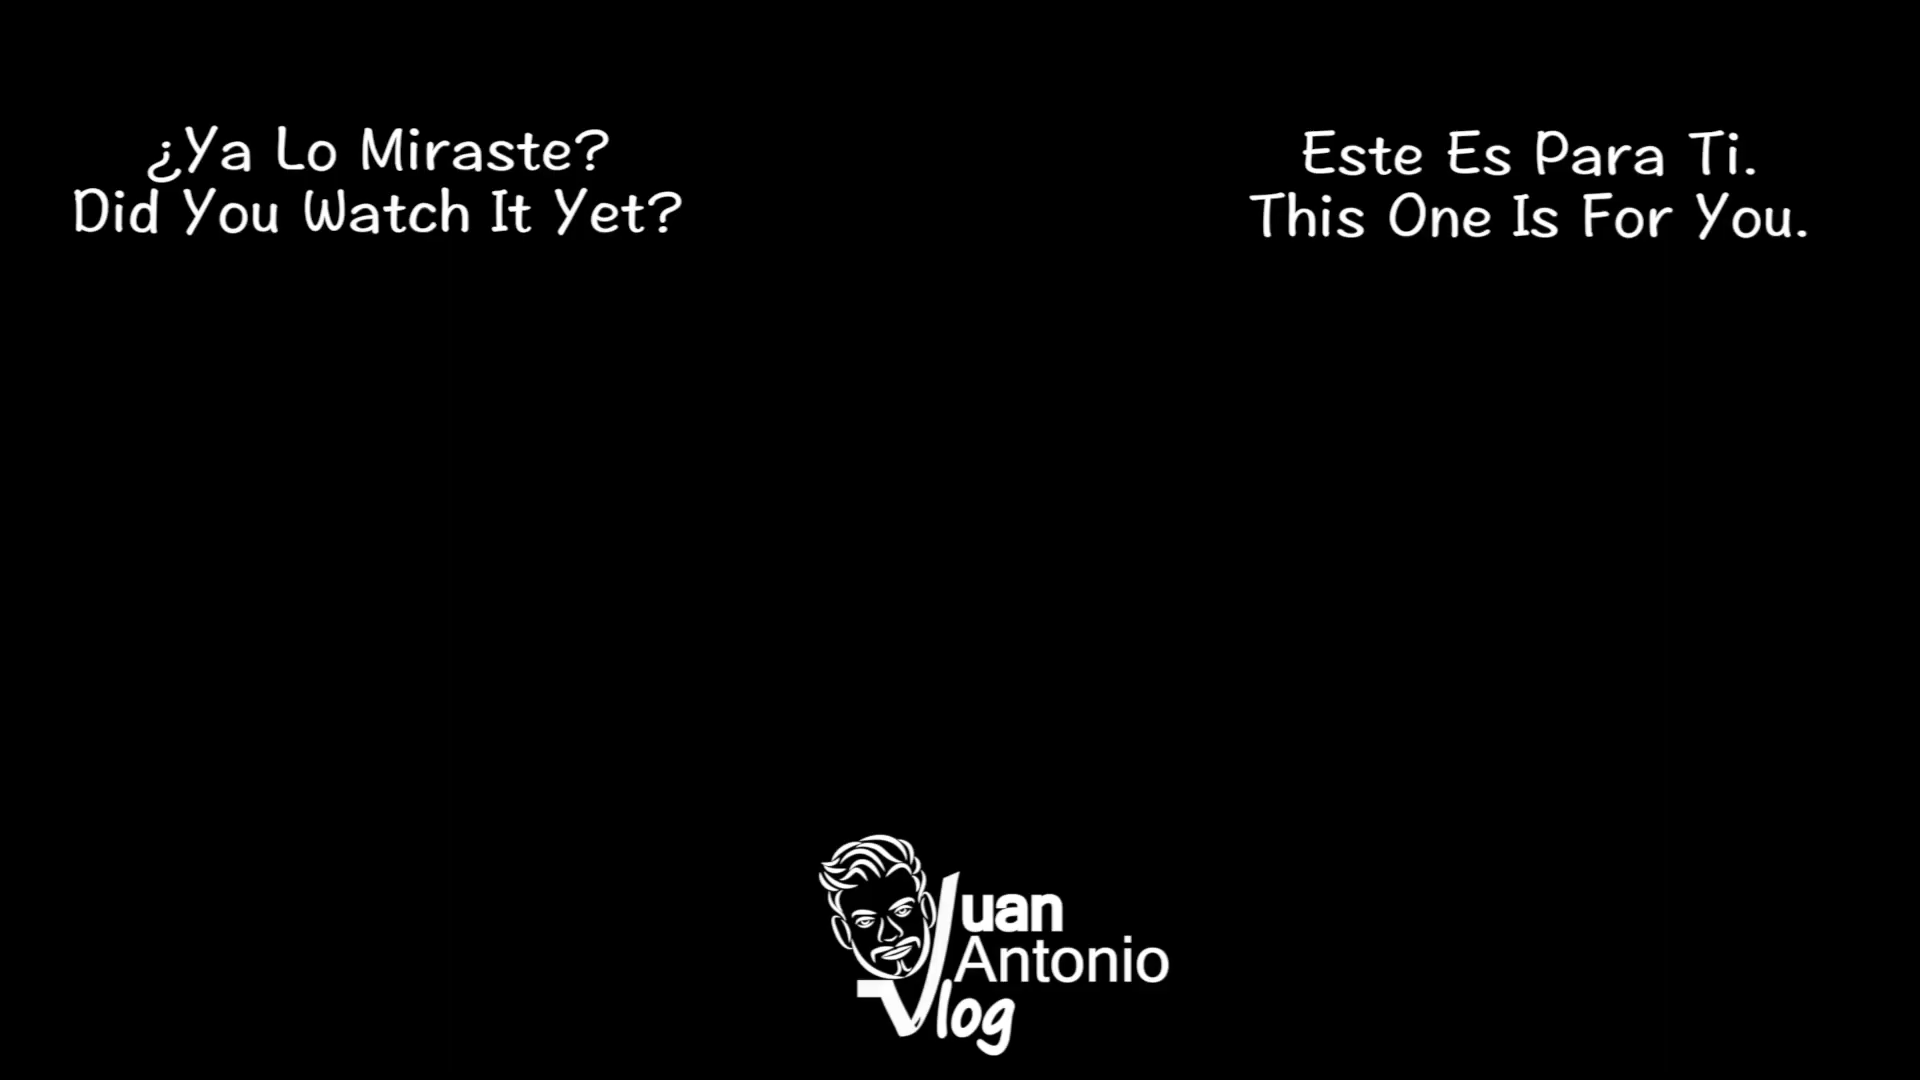 ¿Ya Lo Miraste?
Did You Watch It Yet?
Este Es Para Ti.
This One Is For You.
Juan
Antonio
Vlog